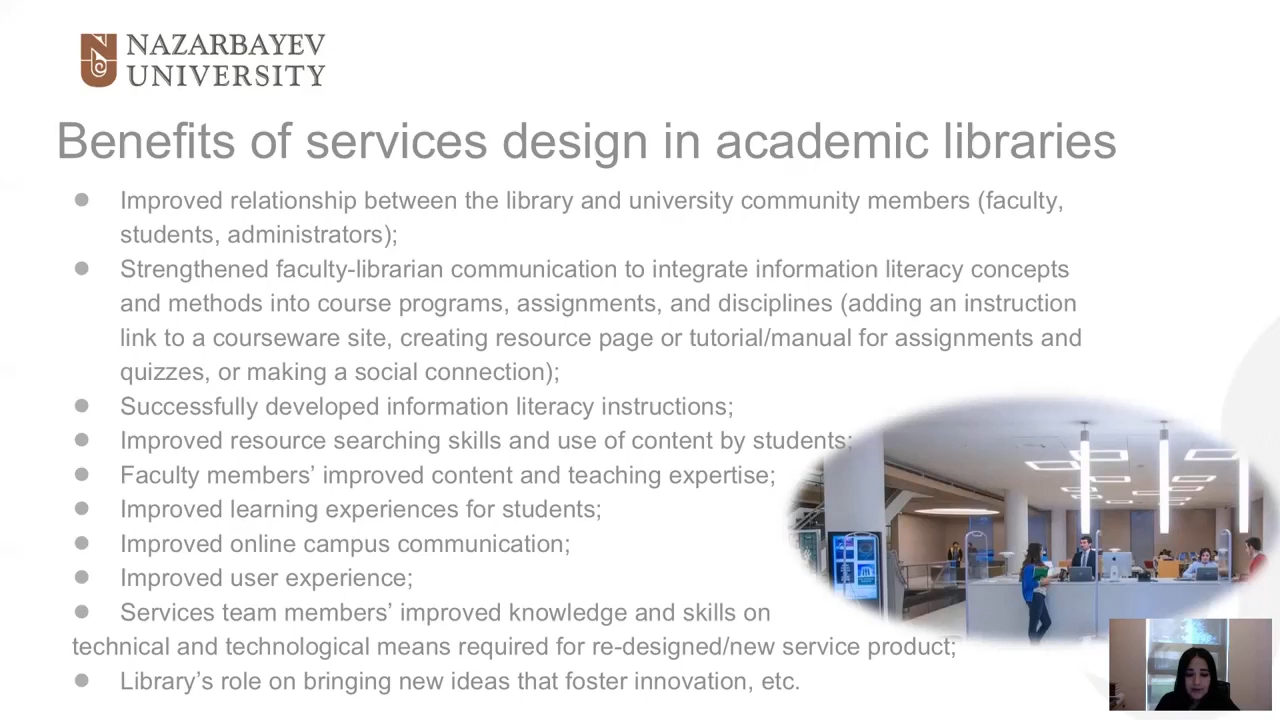 NAZARBAYEV
UNIVERSITY
Benefits of services design in academic libraries
● Improved relationship between the library and university community members (faculty,
students, administrators);
● Strengthened faculty-librarian communication to integrate information literacy concepts
and methods into course programs, assignments, and disciplines (adding an instruction
link to a courseware site, creating resource page or tutorial/manual for assignments and
quizzes, or making a social connection);
● Successfully developed information literacy instructions;
● Improved resource searching skills and use of content by students;
● Faculty members’ improved content and teaching expertise;
● Improved learning experiences for students;
● Improved online campus communication;
● Improved user experience;
● Services team members’ improved knowledge and skills on
technical and technological means required for re-designed/new service product;
● Library’s role on bringing new ideas that foster innovation, etc.